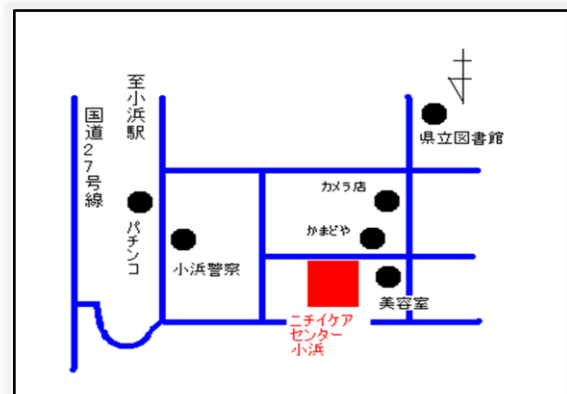 至小浜駅
国道27号線
県立図書館
カメラ店
パチンコ
かまどや
小浜警察
美容室
ニチイケア
センター
小浜